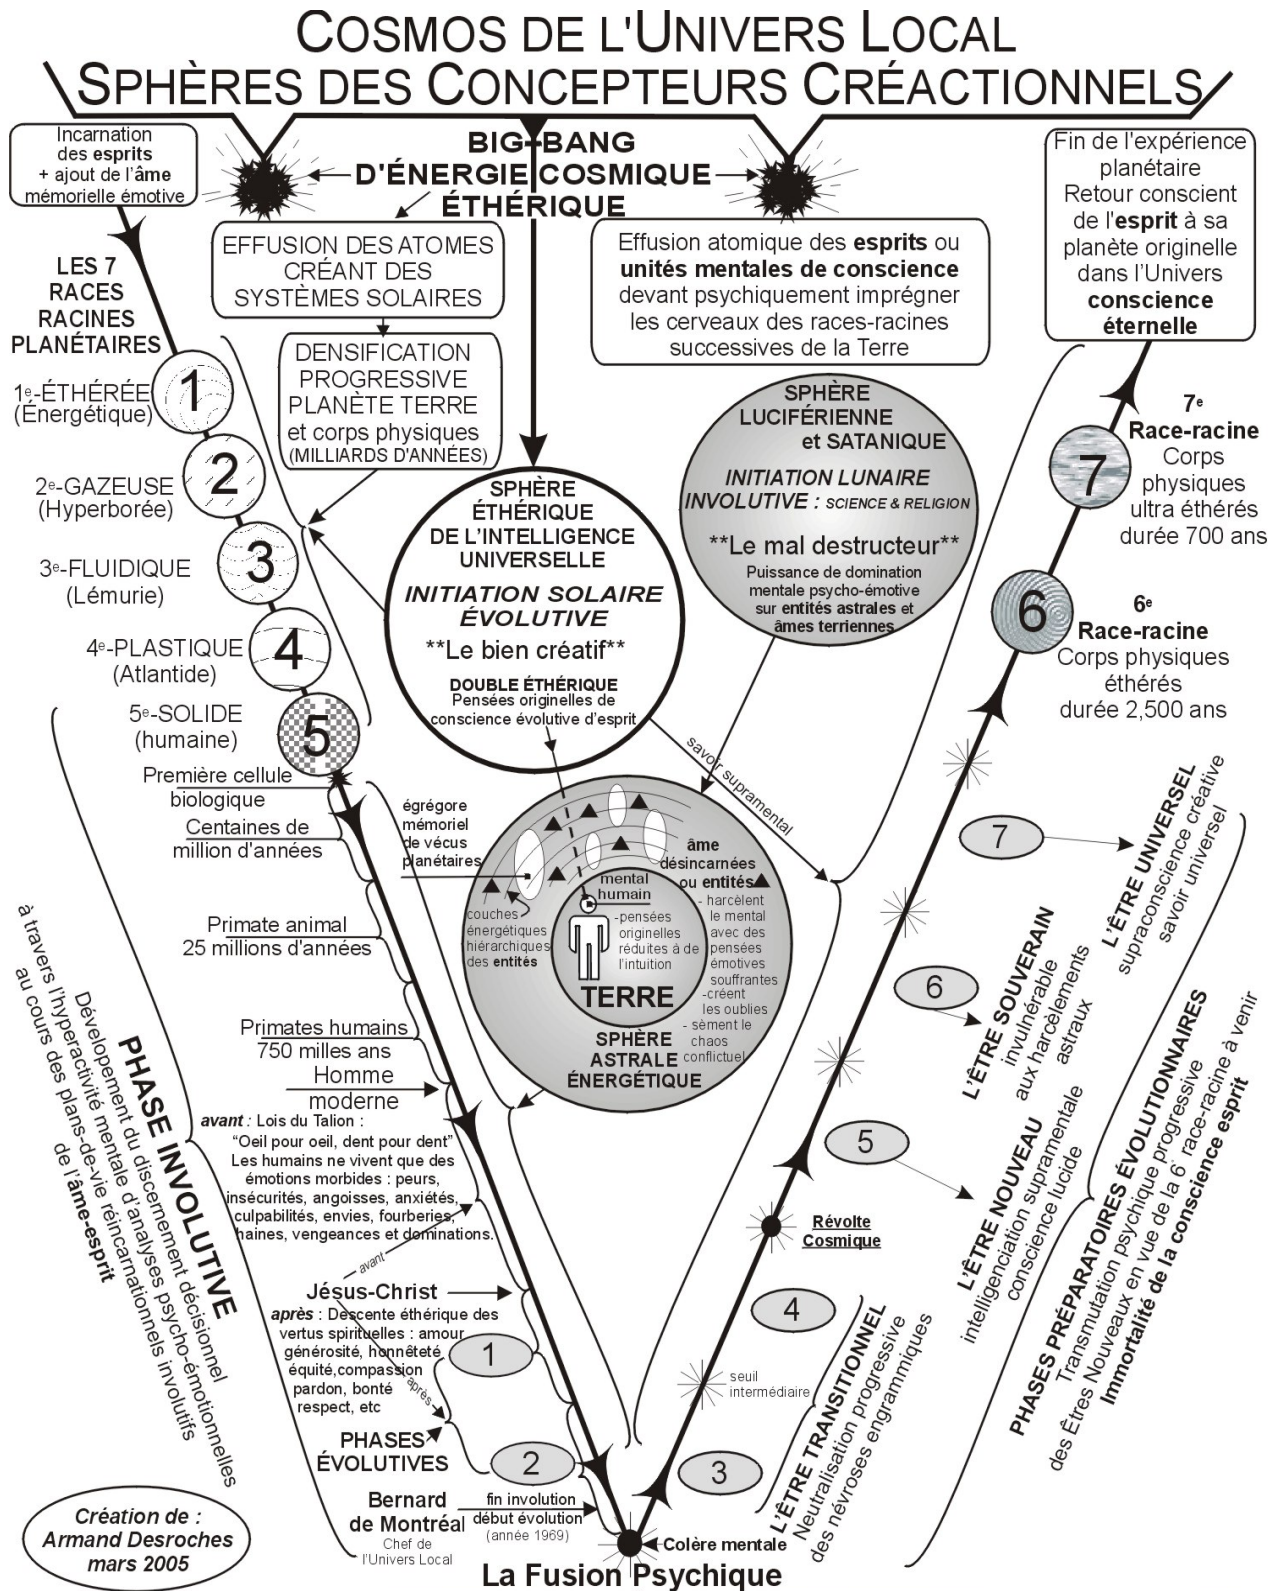 COSMOS DE L'UNIVERS LOCAL
SPHÈRES DES CONCEPTEURS CRÉACTIONNELS
Incarnation
des esprits
+ ajout de l'âme
mémorielle émotive
BIG-BANG
D'ÉNERGIE COSMIQUE
ÉTHÉRIQUE
Fin de l'expérience
planétaire
Retour conscient
de l'esprit à sa
planète originelle
dans l'Univers
conscience
éternelle
EFFUSION DES ATOMES
CRÉANT DES
SYSTÈMES SOLAIRES
Effusion atomique des esprits ou
unités mentales de conscience
devant psychiquement imprégner
les cerveaux des races-racines
successives de la Terre
LES 7
RACES
RACINES
PLANÉTAIRES
DENSIFICATION
PROGRESSIVE
PLANÈTE TERRE
et corps physiques
(MILLIARDS D'ANNÉES)
1e-ÉTHÉRÉE
(Énergétique)
1
2e-GAZEUSE
(Hyperborée)
2
3e-FLUIDIQUE
(Lémurie)
3
4e-PLASTIQUE
(Atlantide)
4
5e-SOLIDE
(humaine)
5
SPHÈRE
ÉTHÉRIQUE
DE L'INTELLIGENCE
UNIVERSELLE
INITIATION SOLAIRE
ÉVOLUTIVE
**Le bien créatif**
DOUBLE ÉTHÉRIQUE
Pensées originelles de
conscience évolutive d'esprit
SPHÈRE
LUCIFÉRIENNE
et SATANIQUE
INITIATION LUNAIRE
INVOLUTIVE : SCIENCE & RELIGION
**Le mal destructeur**
Puissance de domination
mentale psycho-émotive
sur entités astrales et
âmes terriennes
7
7e
Race-racine
Corps
physiques
ultra éthérés
durée 700 ans
6
6e
Race-racine
Corps physiques
éthérés
durée 2,500 ans
savoir supramental
Première cellule
biologique
Centaines de
million d'années
Primate animal
25 millions d'années
Primates humains
750 milles ans
Homme
moderne
égrégore
mémoriel
de vécus
planétaires
âme
désincarnées
ou entités
mental
humain
couches
énergétiques
hiérarchiques
des entités
-pensées
originelles
réduites à de
l'intuition
- harcèlent
le mental
avec des
pensées
émotives
souffrantes
-créent
les oublies
- sèment le
chaos
conflictuel
TERRE
SPHÈRE
ASTRALE
ÉNERGÉTIQUE
avant : Lois du Talion :
“Oeil pour oeil, dent pour dent”
Les humains ne vivent que des
émotions morbides : peurs,
insécurités, angoisses, anxiétés,
culpabilités, envies, fourberies,
haines, vengeances et dominations.
avant
Jésus-Christ
après : Descente éthérique des
vertus spirituelles : amour
générosité, honnêteté
équité,compassion
pardon, bonté
respect, etc
après
1
PHASES
ÉVOLUTIVES
2
Bernard
de Montréal
Chef de
l'Univers Local
fin involution
début évolution
(année 1969)
Colère mentale
La Fusion Psychique
PHASE INVOLUTIVE
Dévelopement du discernement décisionnel
à travers l'hyperactivité mentale d'analyses psycho-émotionnelles
au cours des plans-de-vie réincarnationnels involutifs
de l'âme-esprit
Création de :
Armand Desroches
mars 2005
3
seuil
intermédiaire
4
L'ÊTRE TRANSITIONNEL
Neutralisation progressive
des névroses engrammiques
Révolte
Cosmique
5
L'ÊTRE NOUVEAU
intelligenciation supramentale
conscience lucide
6
L'ÊTRE SOUVERAIN
invulnérable
aux harcèlements
astraux
7
L'ÊTRE UNIVERSEL
supraconscience créative
savoir universel
PHASES PRÉPARATOIRES ÉVOLUTIONNAIRES
Transmutation psychique progressive
des Êtres Nouveaux en vue de la 6e race-racine à venir
Immortalité de la conscience esprit